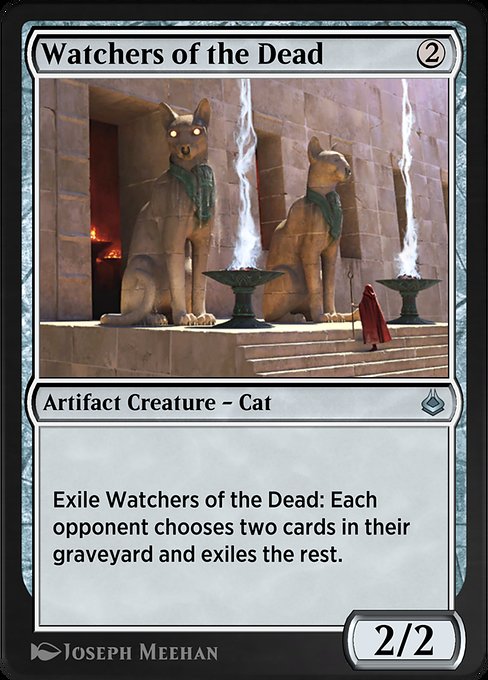 Watchers of the Dead 2
Artifact Creature – Cat
Exile Watchers of the Dead: Each
opponent chooses two cards in their
graveyard and exiles the rest.
2/2
Joseph Meehan